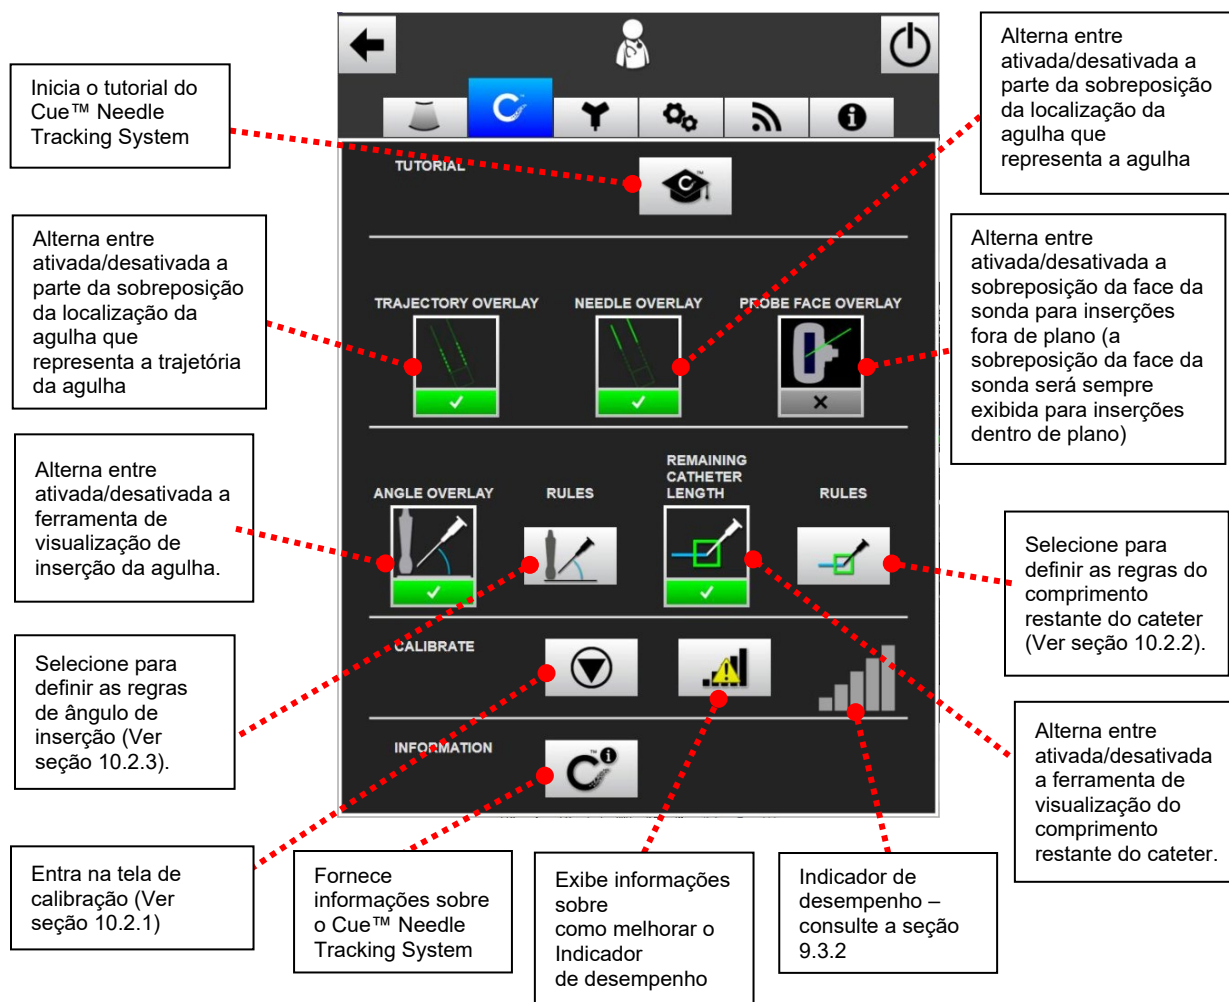 Inicia o tutorial do
Cue™ Needle
Tracking System
Alterna entre
ativada/desativada a
parte da sobreposição
da localização da
agulha que
representa a agulha
TUTORIAL
Alterna entre
ativada/desativada a
parte da sobreposição
da localização da
agulha que
representa a trajetória
da agulha
Alterna entre
ativada/desativada a
sobreposição da face da
sonda para inserções
fora de plano (a
sobreposição da face da
sonda será sempre
exibida para inserções
dentro de plano)
TRAJECTORY OVERLAY
NEEDLE OVERLAY
PROBE FACE OVERLAY
Alterna entre
ativada/desativada a
ferramenta de
visualização de
inserção da agulha.
ANGLE OVERLAY
RULES
REMAINING
CATHETER
LENGTH
RULES
Selecione para
definir as regras do
comprimento
restante do cateter
(Ver seção 10.2.2).
Selecione para
definir as regras
de ângulo de
inserção (Ver
seção 10.2.3).
CALIBRATE
INFORMATION
Alterna entre
ativada/desativada
a ferramenta de
visualização do
comprimento
restante do cateter.
Entra na tela de
calibração (Ver
seção 10.2.1)
Fornece
informações sobre
o Cue™ Needle
Tracking System
Exibe informações
sobre
como melhorar o
Indicador
de desempenho
Indicador de
desempenho –
consulte a seção
9.3.2